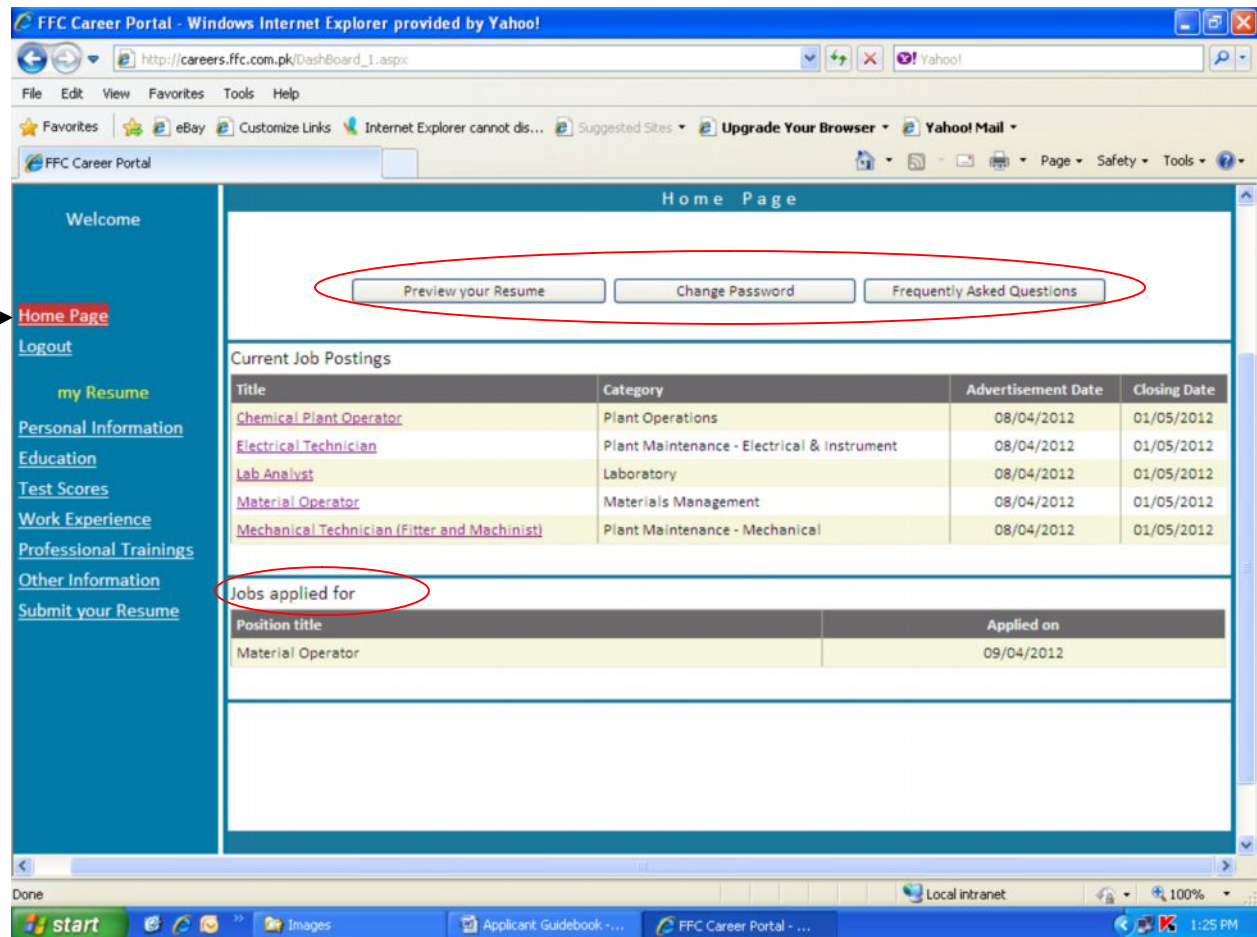 FFC Career Portal - Windows Internet Explorer provided by Yahoo!
http://careers.ffc.com.pk/DashBoard_1.aspx
Yahoo!
File Edit View Favorites Tools Help
Favorites eBay Customize Links Internet Explorer cannot dis... Suggested Sites Upgrade Your Browser Yahoo! Mail
FFC Career Portal Page Safety Tools
Home Page
Welcome
Preview your Resume Change Password Frequently Asked Questions
Home Page
Logout
my Resume
Personal Information
Education
Test Scores
Work Experience
Professional Trainings
Other Information
Submit your Resume
Current Job Postings
Title Category Advertisement Date Closing Date
Chemical Plant Operator Plant Operations 08/04/2012 01/05/2012
Electrical Technician Plant Maintenance - Electrical & Instrument 08/04/2012 01/05/2012
Lab Analyst Laboratory 08/04/2012 01/05/2012
Material Operator Materials Management 08/04/2012 01/05/2012
Mechanical Technician (Fitter and Machinist) Plant Maintenance - Mechanical 08/04/2012 01/05/2012
Jobs applied for
Position title Applied on
Material Operator 09/04/2012
Done Local intranet 100%
start Images Applicant Guidebook -... FFC Career Portal - ... 1:25 PM